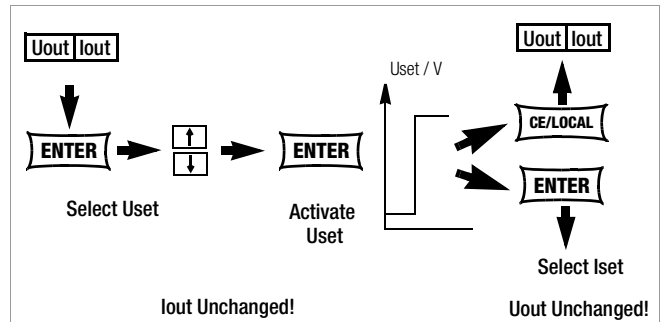 Uout Iout
ENTER
Select Uset
↑
↓
ENTER
Activate
Uset
Uset / V
Uout Iout
CE/LOCAL
ENTER
Select Iset
Iout Unchanged!
Uout Unchanged!